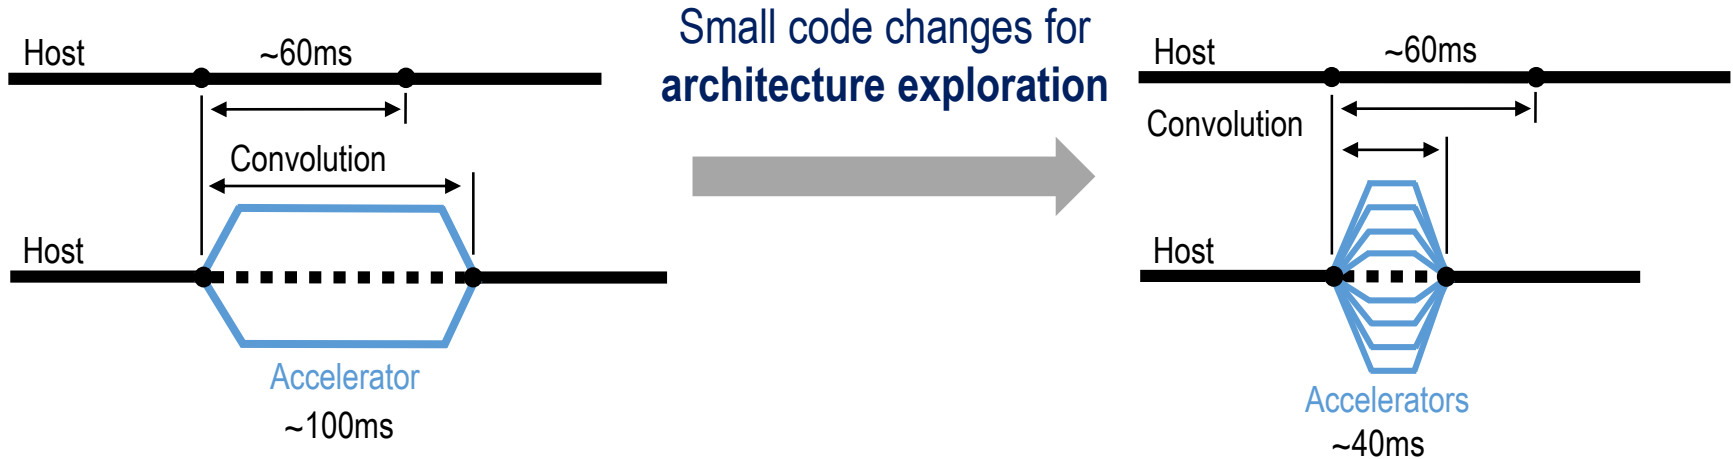 Host
~60ms
Convolution
Host
Accelerator
~100ms
Small code changes for
architecture exploration
Host
~60ms
Convolution
Host
Accelerators
~40ms